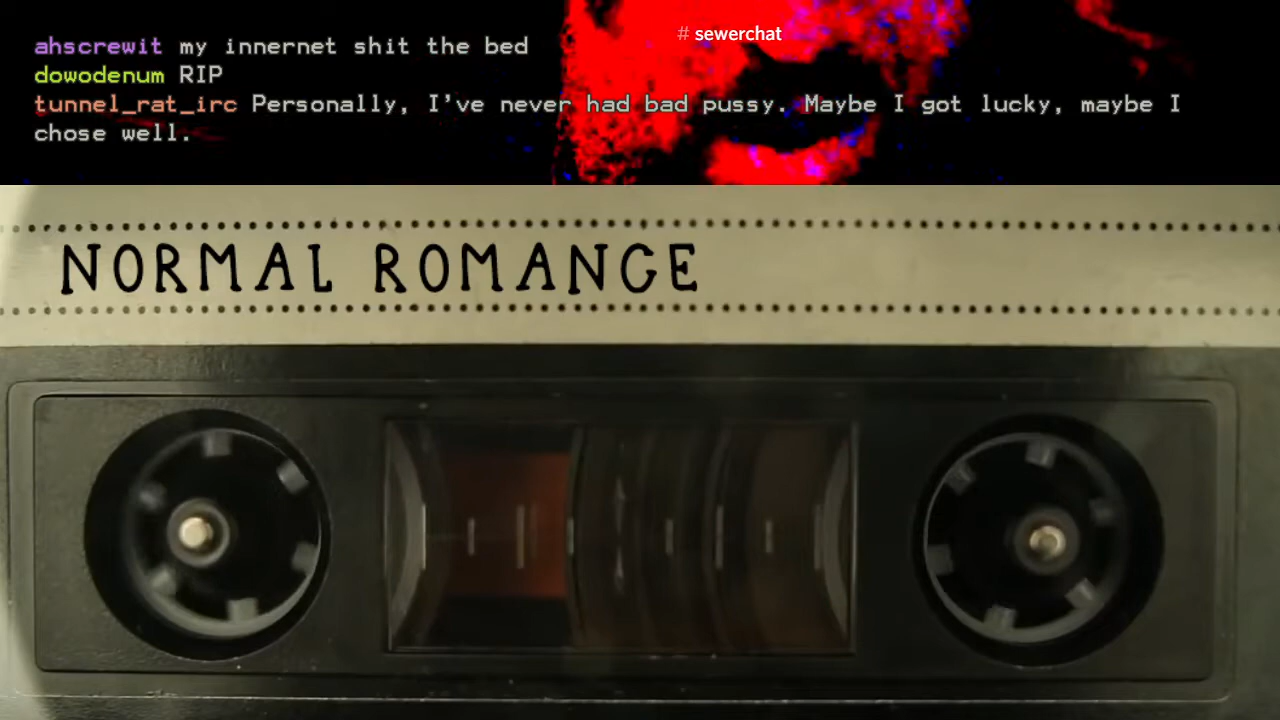 # sewerchat
ahscrewit my innernet shit the bed
dowodenum RIP
tunnel_rat_irc Personally, I've never had bad pussy. Maybe I got lucky, maybe I
chose well.
NORMAL ROMANCE